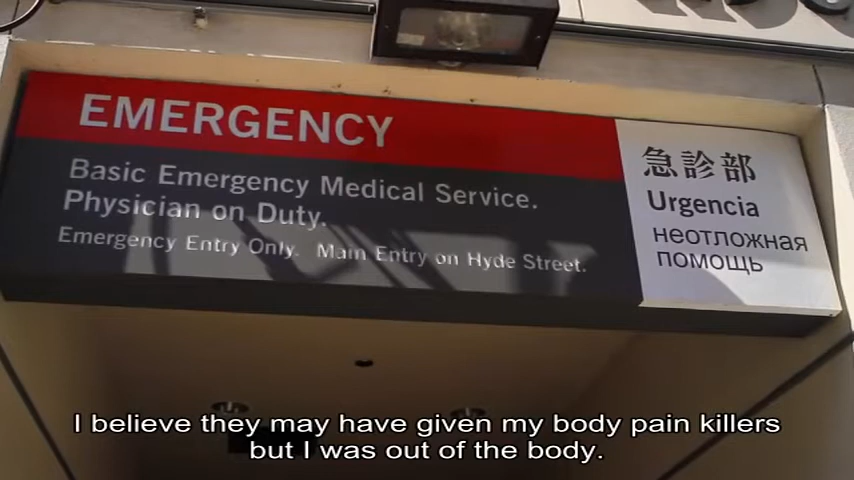 EMERGENCY
Basic Emergency Medical Service.
Physician on Duty.
Emergency Entry Only. Main Entry on Hyde Street.
急診部
Urgencia
неотложная
помощь
I believe they may have given my body pain killers
but I was out of the body.